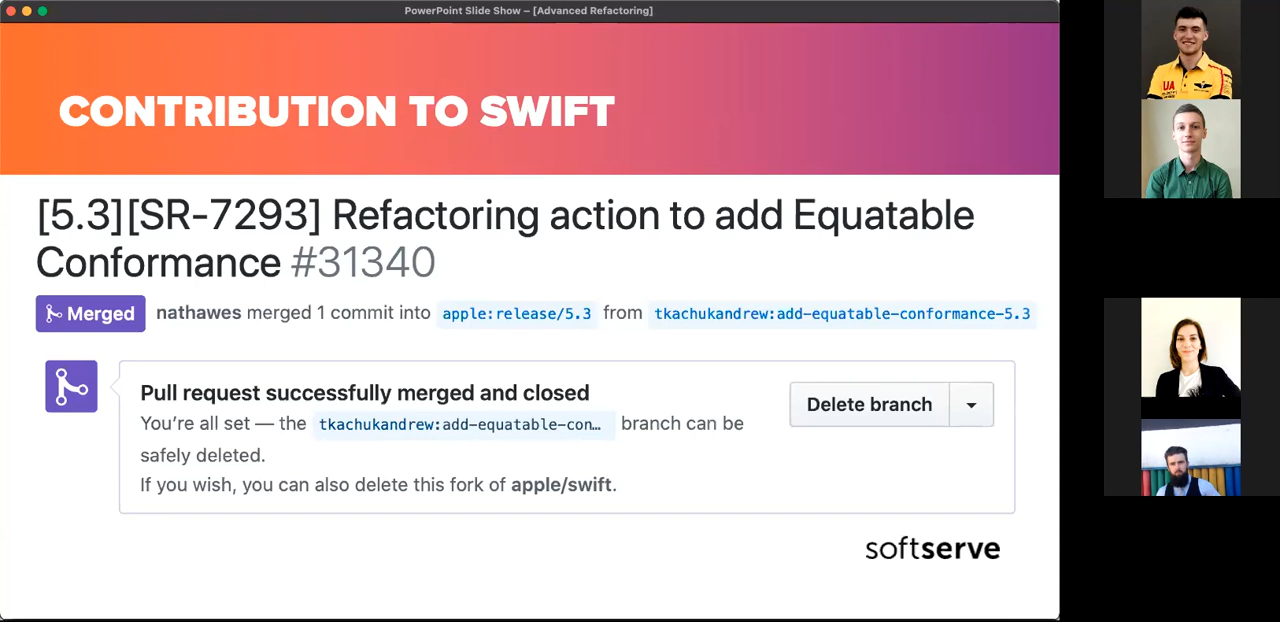 PowerPoint Slide Show – [Advanced Refactoring]
CONTRIBUTION TO SWIFT
[5.3][SR-7293] Refactoring action to add Equatable
Conformance #31340
Merged nathawes merged 1 commit into apple:release/5.3 from tkachukandrew:add-equatable-conformance-5.3
Pull request successfully merged and closed
You’re all set — the tkachukandrew:add-equatable-con… branch can be
safely deleted.
If you wish, you can also delete this fork of apple/swift.
Delete branch
softserve
UA